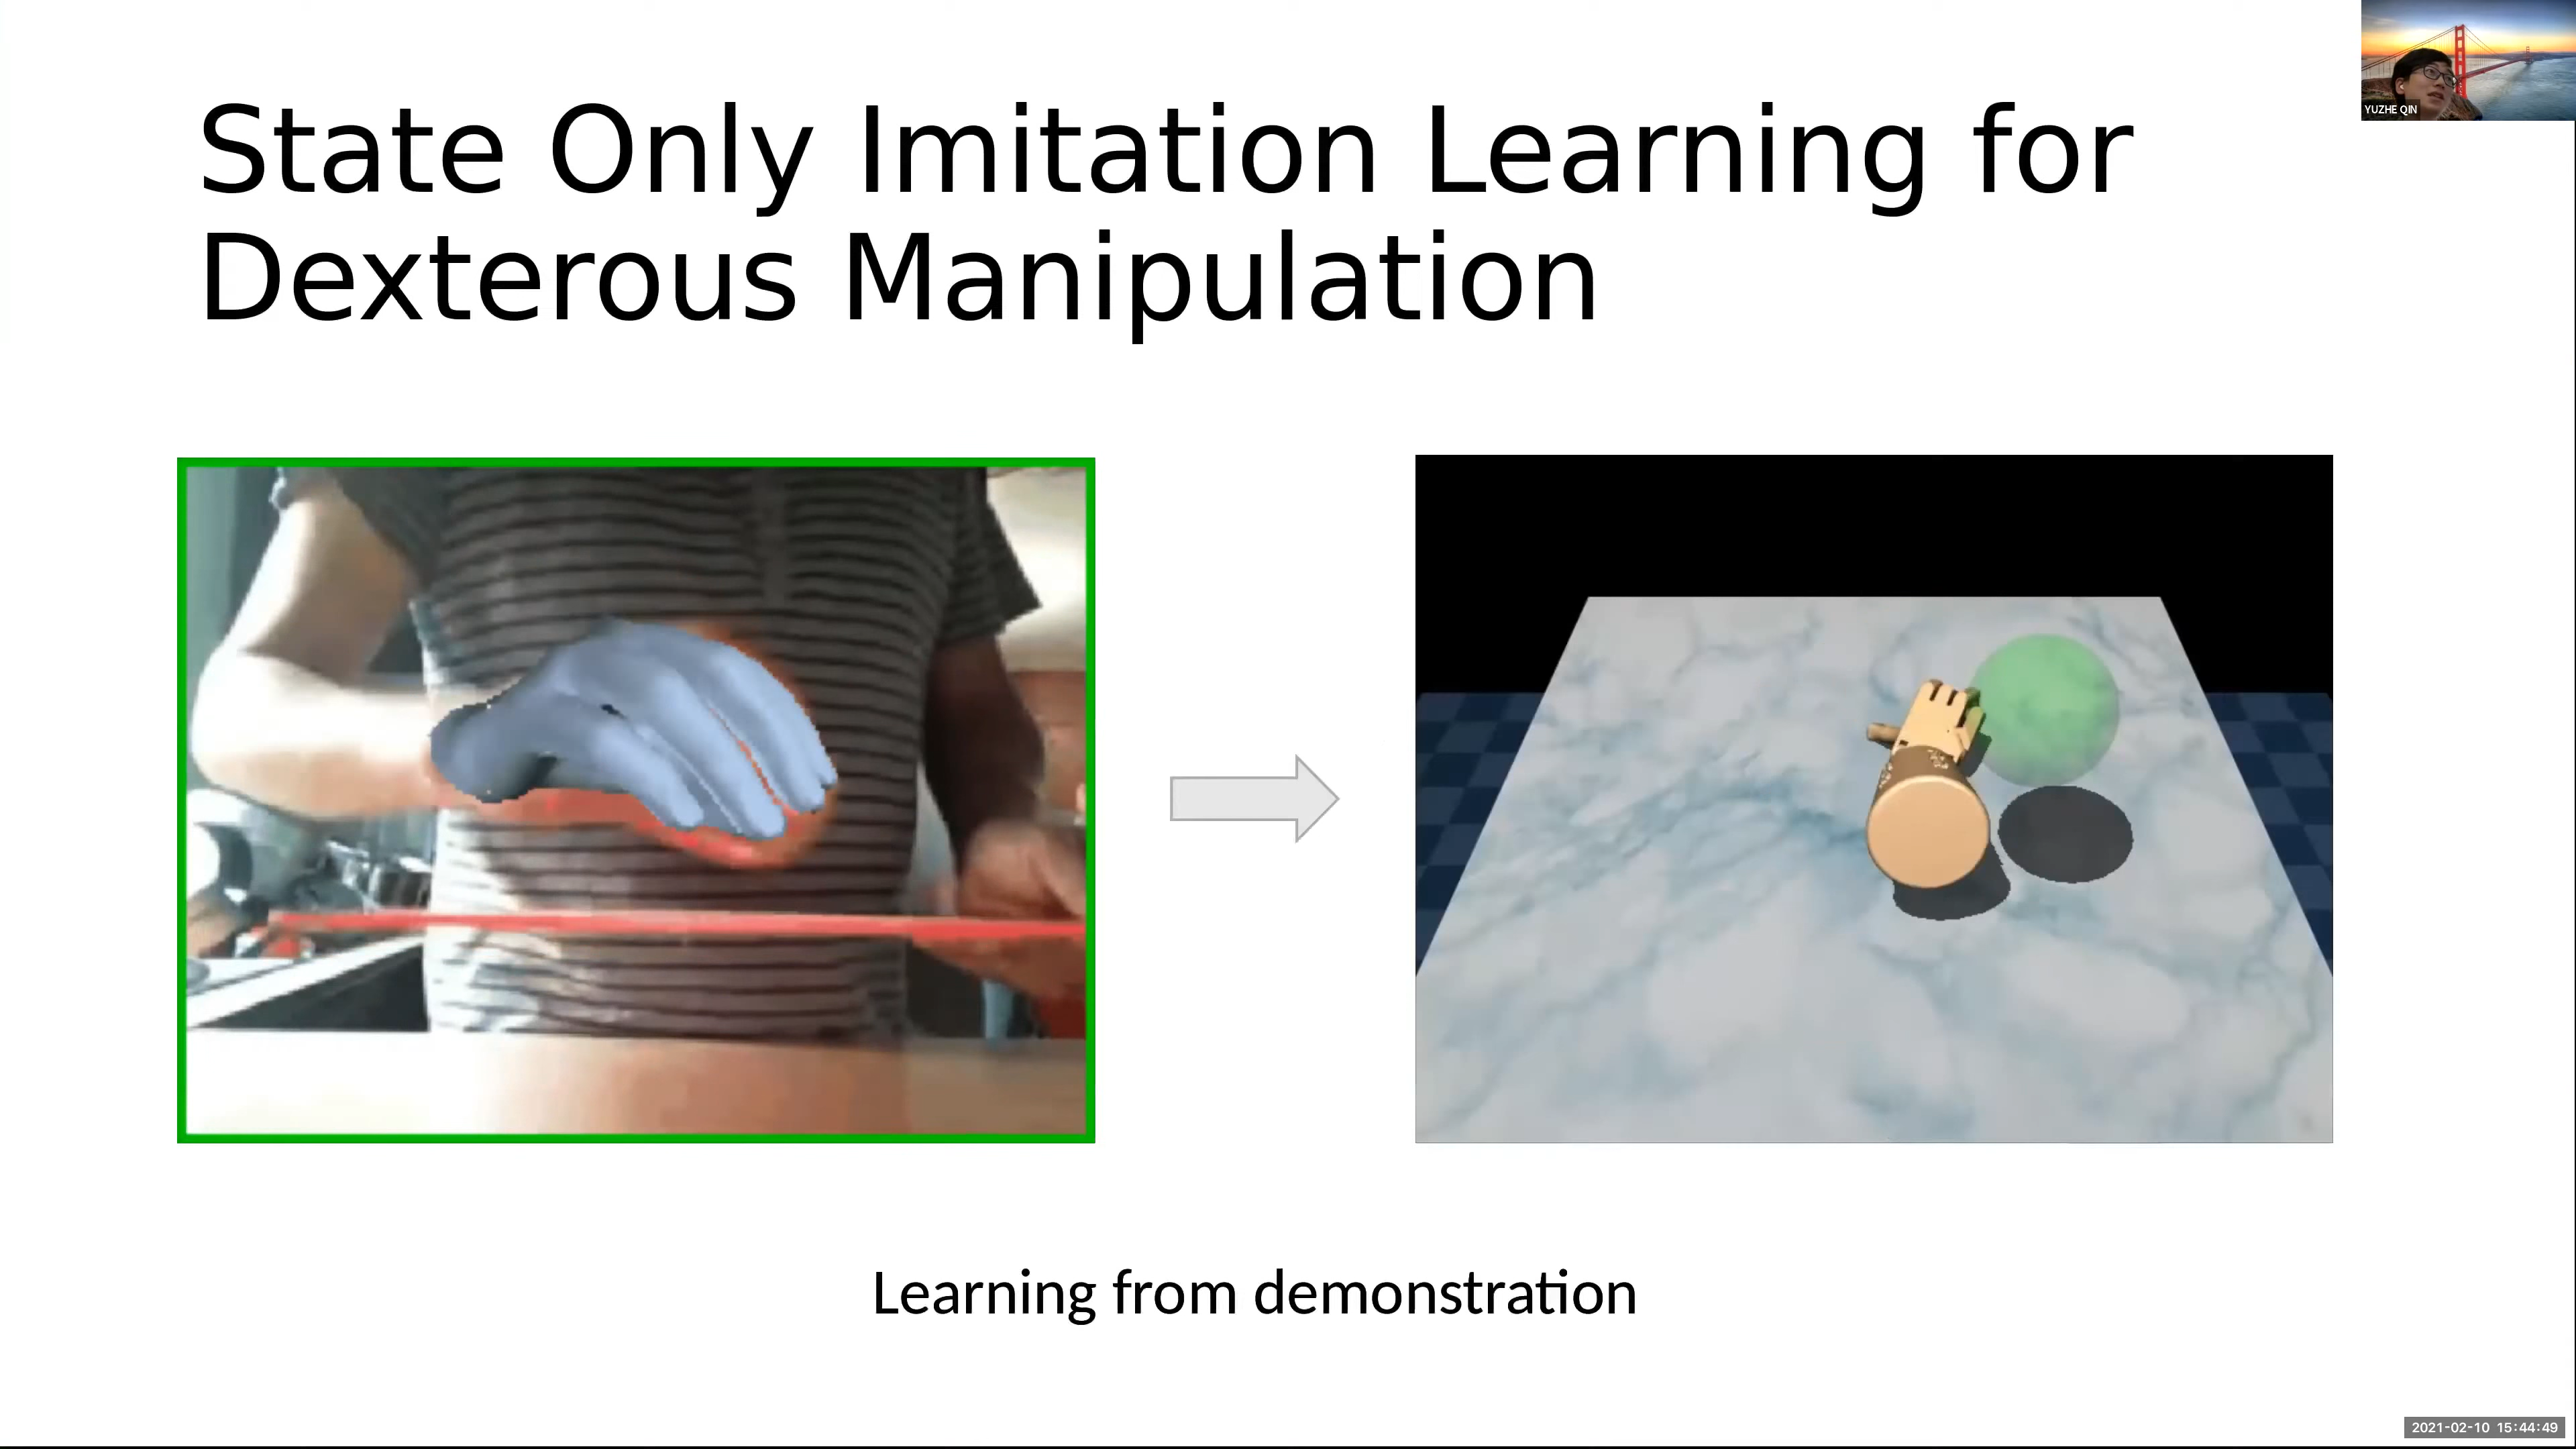 YUZHE QIN
State Only Imitation Learning for
Dexterous Manipulation
Learning from demonstration
2021-02-10 15:44:49